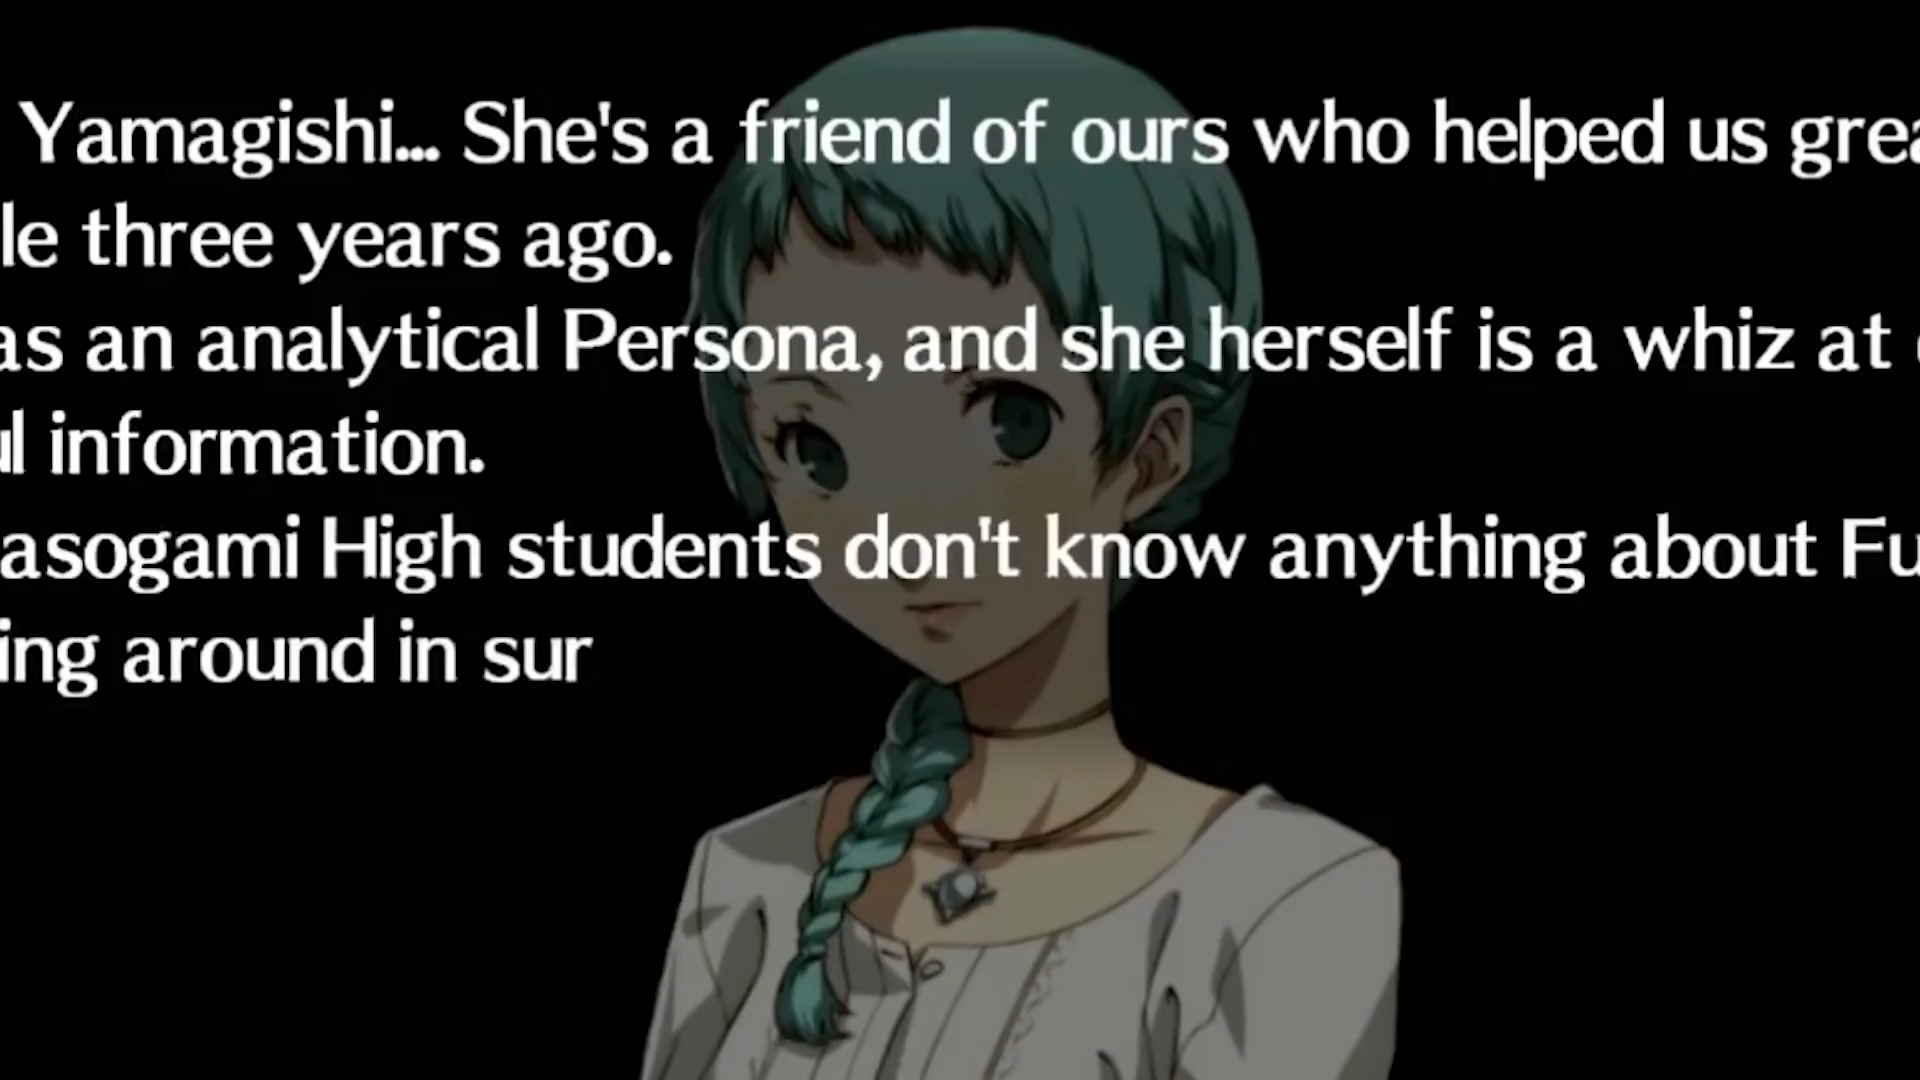 Yamagishi... She's a friend of ours who helped us grea
le three years ago.
as an analytical Persona, and she herself is a whiz at
ul information.
asogami High students don't know anything about Fu
ing around in sur